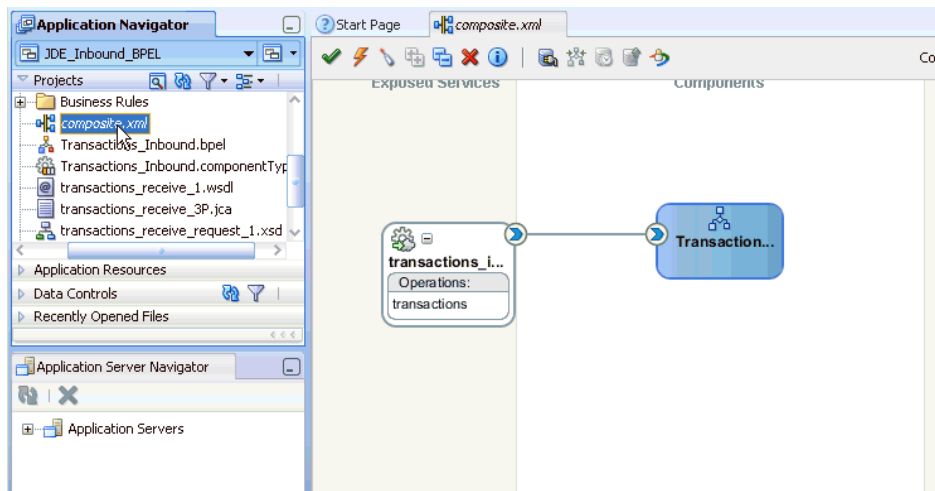 Application Navigator
JDE_Inbound_BPEL
Projects
Business Rules
composite.xml
Transactions_Inbound.bpel
Transactions_Inbound.componentTyp
transactions_receive_1.wsdl
transactions_receive_3P.jca
transactions_receive_request_1.xsd
Application Resources
Data Controls
Recently Opened Files
Application Server Navigator
Application Servers
Start Page
composite.xml
Co
Exposed Services
Components
transactions_i...
Operations:
transactions
Transaction...